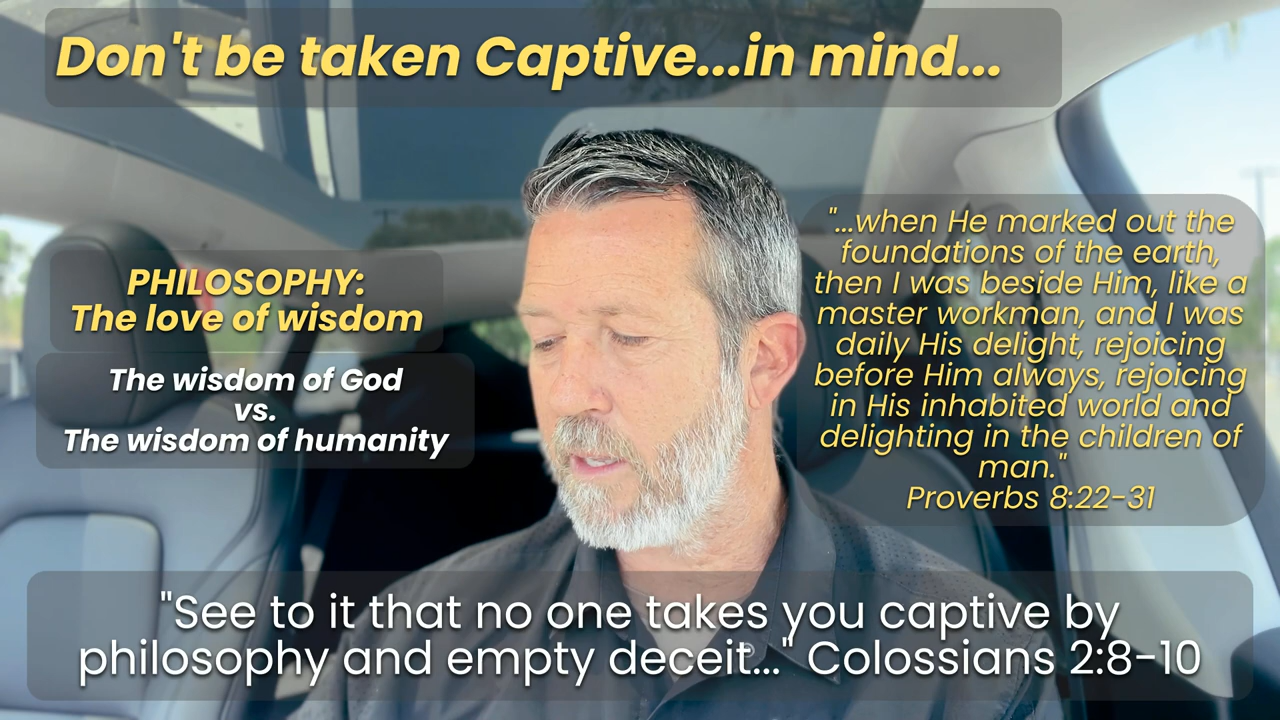 Don't be taken Captive...in mind...
PHILOSOPHY:
The love of wisdom
The wisdom of God
vs.
The wisdom of humanity
"...when He marked out the
foundations of the earth,
then I was beside Him, like a
master workman, and I was
daily His delight, rejoicing
before Him always, rejoicing
in His inhabited world and
delighting in the children of
man."
Proverbs 8:22-31
"See to it that no one takes you captive by
philosophy and empty deceit..." Colossians 2:8-10